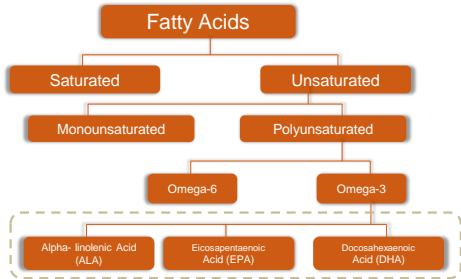 Fatty Acids
Saturated
Unsaturated
Monounsaturated
Polyunsaturated
Omega-6
Omega-3
Alpha- linolenic Acid
(ALA)
Eicosapentaenoic
Acid (EPA)
Docosahexaenoic
Acid (DHA)